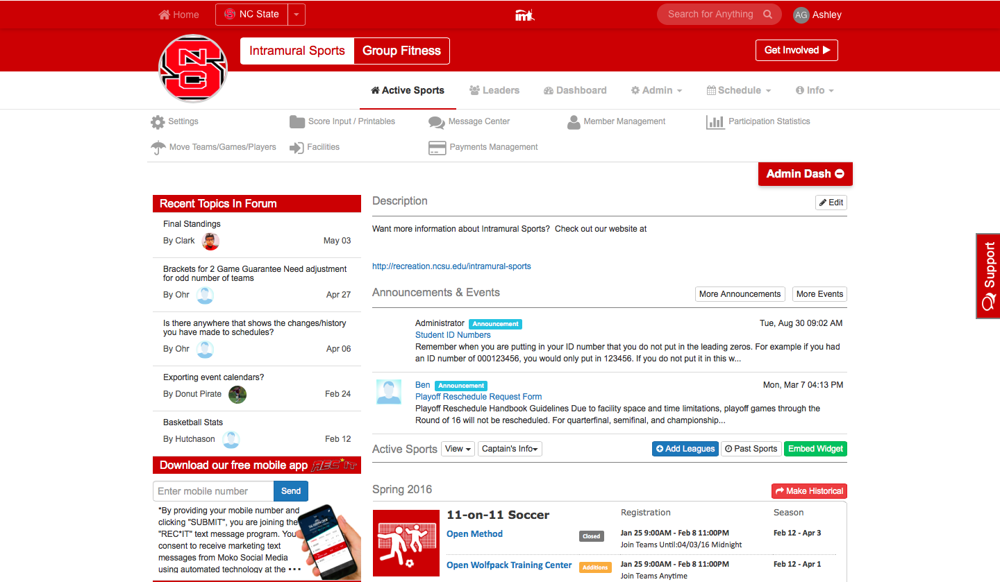 Home
NC State
im
Search for Anything
AG Ashley
Intramural Sports
Group Fitness
Get Involved
Active Sports
Leaders
Dashboard
Admin
Schedule
Info
Settings
Score Input / Printables
Message Center
Member Management
Participation Statistics
Move Teams/Games/Players
Facilities
Payments Management
Admin Dash
Recent Topics In Forum
Final Standings
By Clark
May 03
Brackets for 2 Game Guarantee Need adjustment
for odd number of teams
By Ohr
Apr 27
Is there anywhere that shows the changes/history
you have made to schedules?
By Ohr
Apr 06
Exporting event calendars?
By Donut Pirate
Feb 24
Basketball Stats
By Hutchason
Feb 12
Download our free mobile app REC*IT
Enter mobile number
Send
*By providing your mobile number and
clicking "SUBMIT", you are joining the
"REC*IT" text message program. You
consent to receive marketing text
messages from Moko Social Media
using automated technology at the ...
Description
Edit
Want more information about Intramural Sports? Check out our website at
http://recreation.ncsu.edu/intramural-sports
Announcements & Events
More Announcements
More Events
Administrator Announcement
Tue, Aug 30 09:02 AM
Student ID Numbers
Remember when you are putting in your ID number that you do not put in the leading zeros. For example if you had
an ID number of 000123456, you would only put in 123456. If you do not put it in this w...
Ben Announcement
Mon, Mar 7 04:13 PM
Playoff Reschedule Request Form
Playoff Reschedule Handbook Guidelines Due to facility space and time limitations, playoff games through the
Round of 16 will not be rescheduled. For quarterfinal, semifinal, and championship...
Active Sports
View
Captain's Info
Add Leagues
Past Sports
Embed Widget
Spring 2016
Make Historical
11-on-11 Soccer
Registration
Season
Open Method
Closed
Jan 25 9:00AM - Feb 8 11:00PM
Feb 12 - Apr 3
Join Teams Until:04/03/16 Midnight
Open Wolfpack Training Center
Additions
Jan 25 9:00AM - Feb 8 11:00PM
Feb 12 - Apr 1
Join Teams Anytime
Support